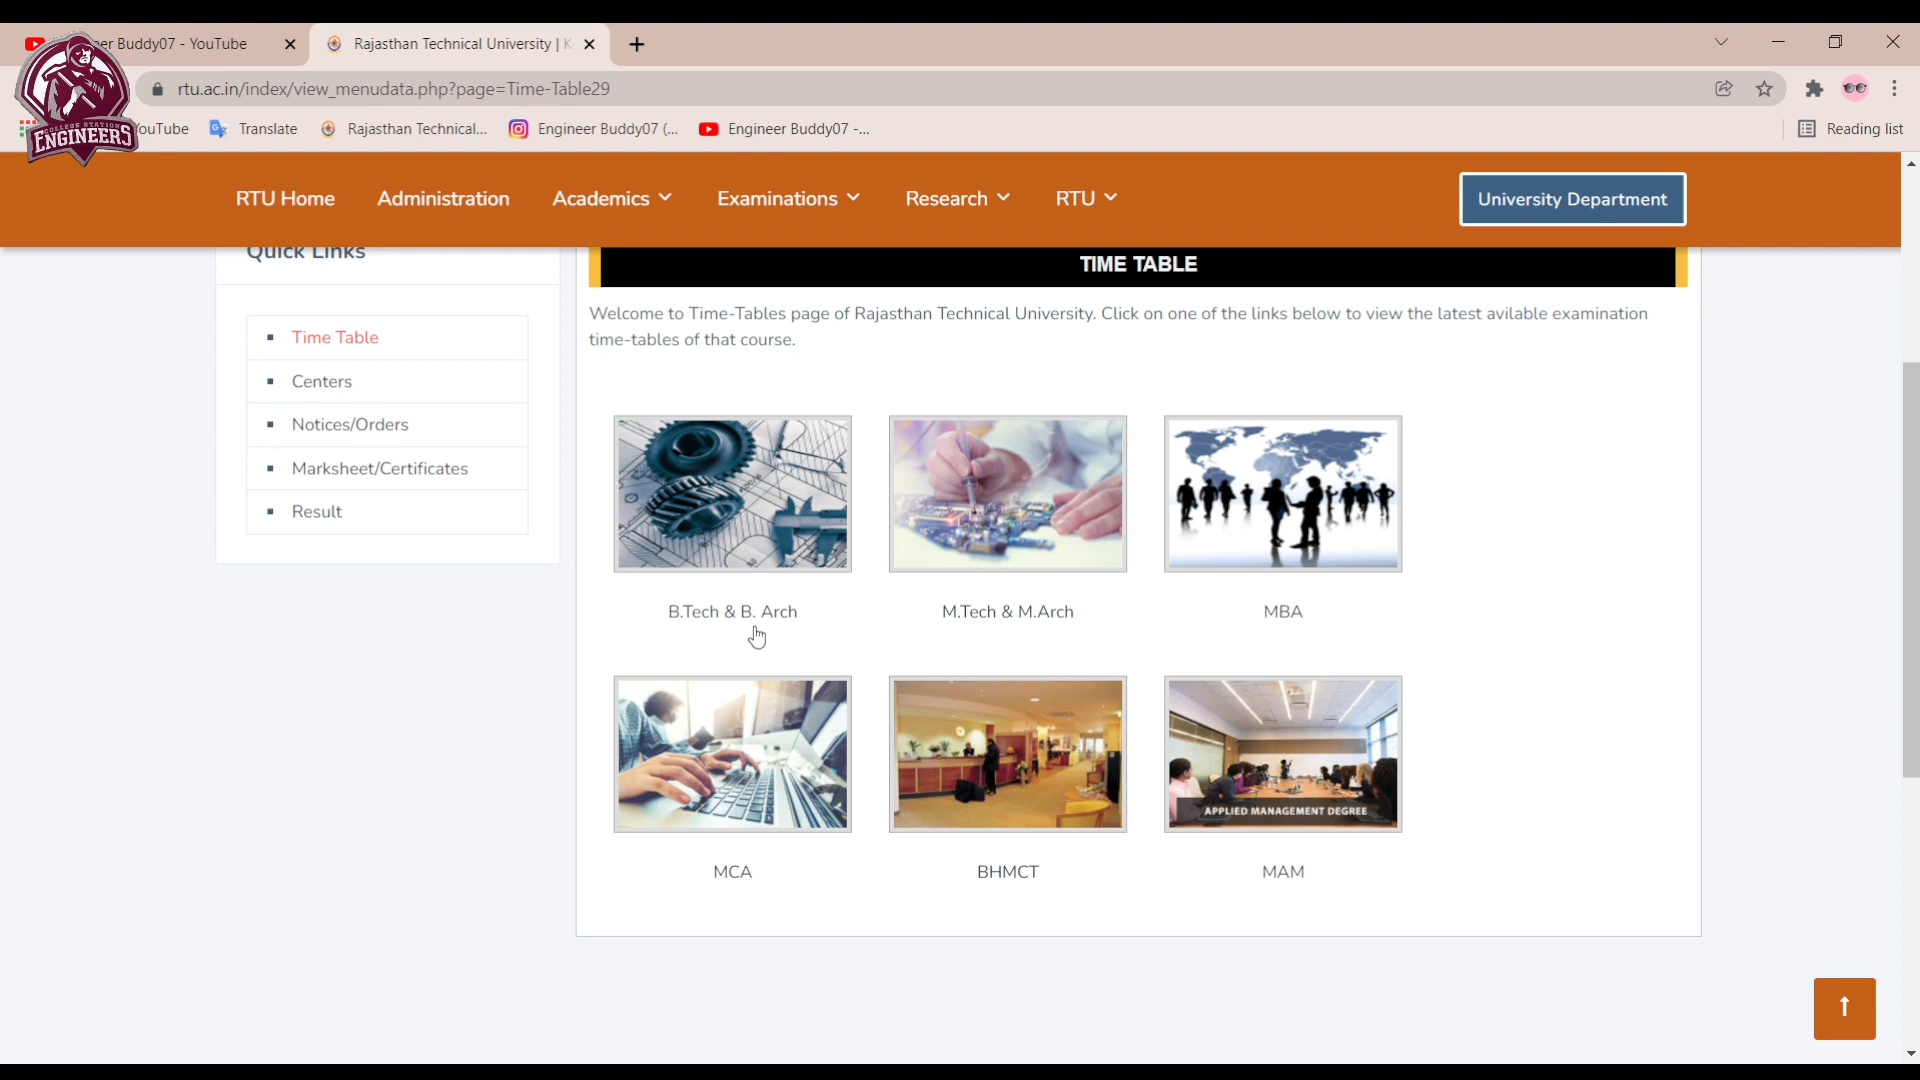 er Buddy07 - YouTube
Rajasthan Technical University | K
rtu.ac.in/index/view_menudata.php?page=Time-Table29
COLLEGE STATION
ENGINEERS
YouTube
Translate
Rajasthan Technical...
Engineer Buddy07 (...
Engineer Buddy07 -...
Reading list
RTU Home
Administration
Academics
Examinations
Research
RTU
University Department
Quick Links
Time Table
Centers
Notices/Orders
Marksheet/Certificates
Result
TIME TABLE
Welcome to Time-Tables page of Rajasthan Technical University. Click on one of the links below to view the latest avilable examination
time-tables of that course.
B.Tech & B. Arch
M.Tech & M.Arch
MBA
APPLIED MANAGEMENT DEGREE
MCA
BHMCT
MAM